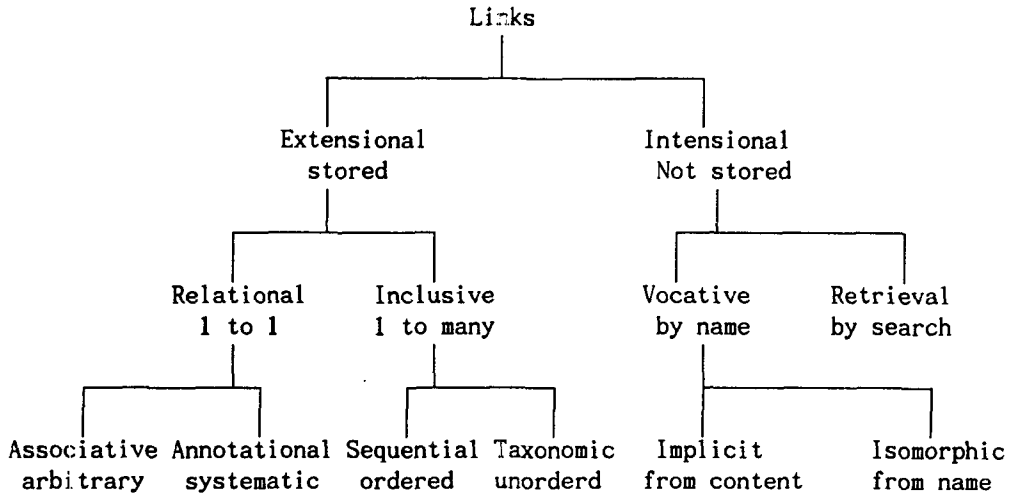 Links
Extensional Intensional
stored Not stored
Relational Inclusive Vocative Retrieval
1 to 1 1 to many by name by search
Associative Annotational Sequential Taxonomic Implicit Isomorphic
arbitrary systematic ordered unorderd from content from name